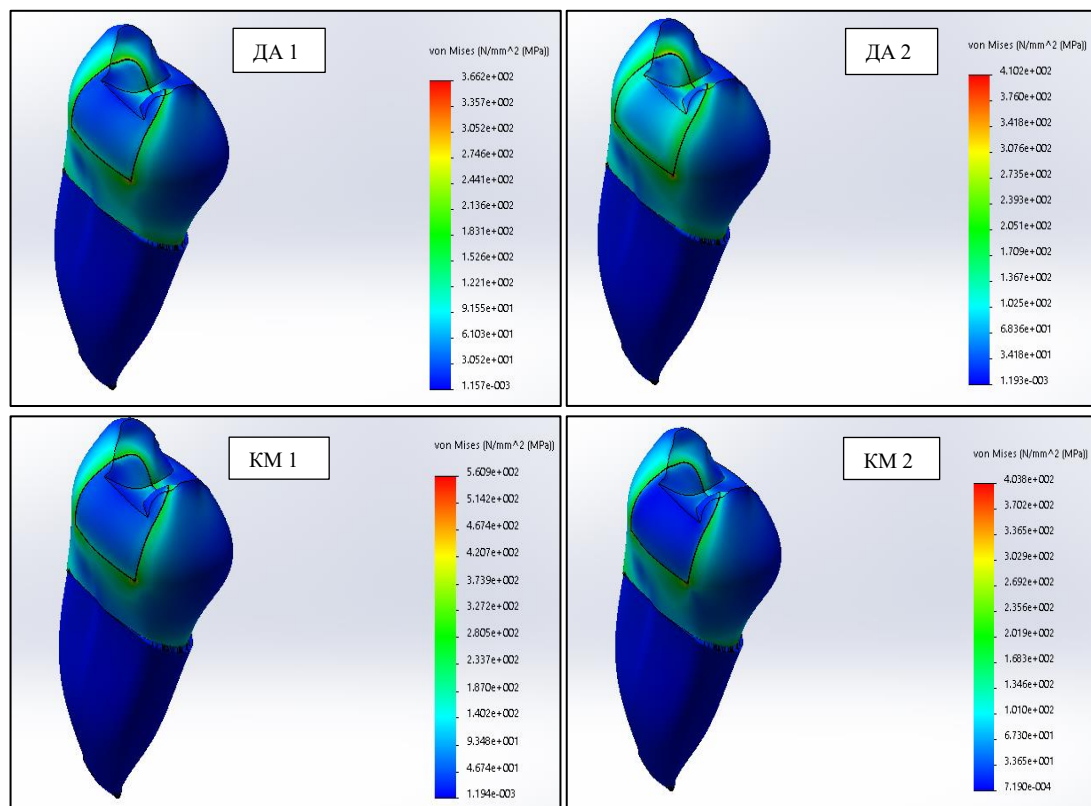 ДА 1
von Mises (N/mm^2 (MPa))
3.662e+002
3.357e+002
3.052e+002
2.746e+002
2.441e+002
2.136e+002
1.831e+002
1.526e+002
1.221e+002
9.155e+001
6.103e+001
3.052e+001
1.157e-003
ДА 2
von Mises (N/mm^2 (MPa))
4.102e+002
3.760e+002
3.418e+002
3.076e+002
2.735e+002
2.393e+002
2.051e+002
1.709e+002
1.367e+002
1.025e+002
6.836e+001
3.418e+001
1.193e-003
КМ 1
von Mises (N/mm^2 (MPa))
5.609e+002
5.142e+002
4.674e+002
4.207e+002
3.739e+002
3.272e+002
2.805e+002
2.337e+002
1.870e+002
1.402e+002
9.348e+001
4.674e+001
1.194e-003
КМ 2
von Mises (N/mm^2 (MPa))
4.038e+002
3.702e+002
3.365e+002
3.029e+002
2.692e+002
2.356e+002
2.019e+002
1.683e+002
1.346e+002
1.010e+002
6.730e+001
3.365e+001
7.190e-004